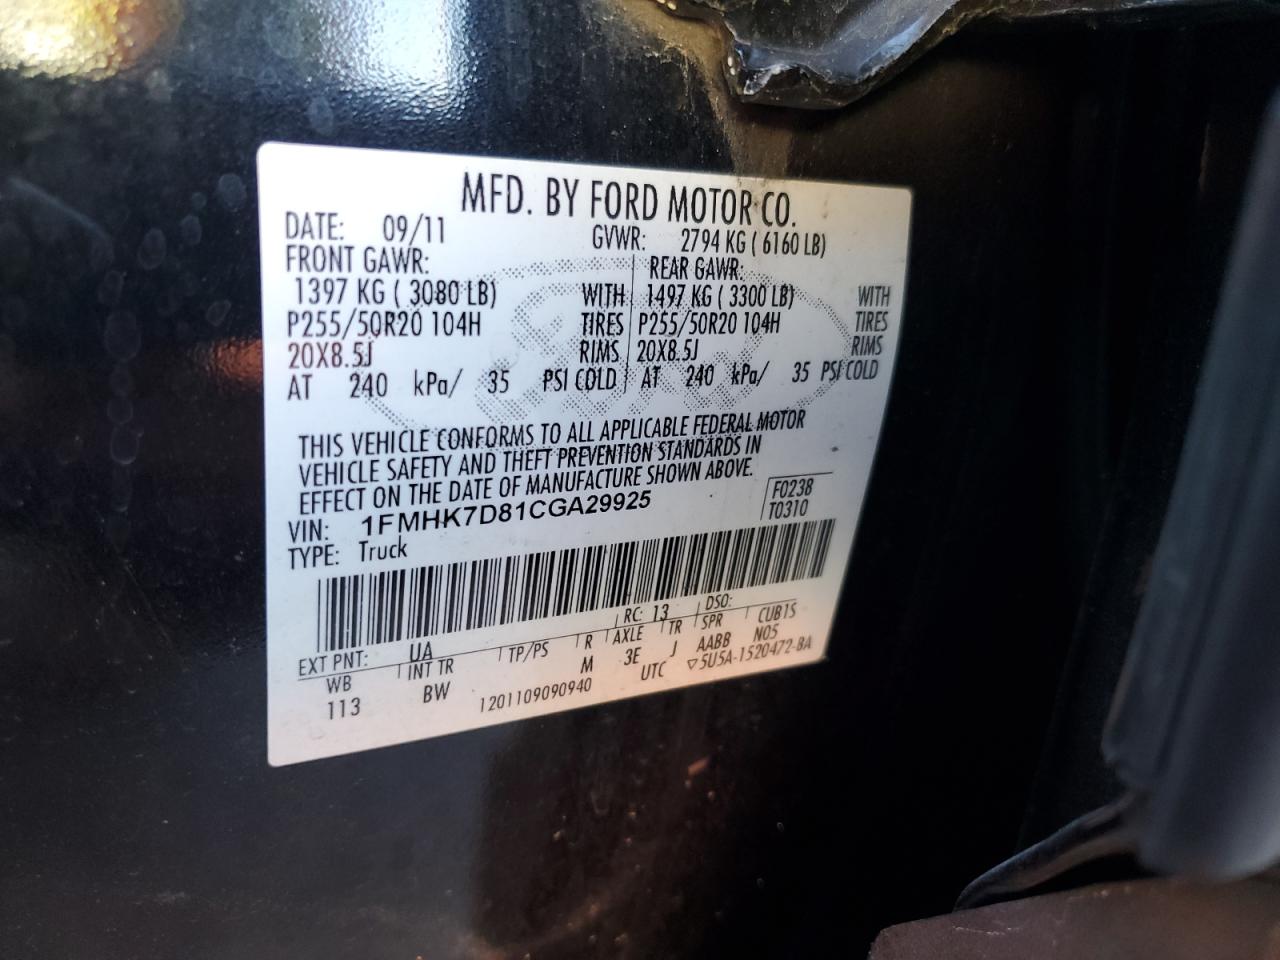 MFD. BY FORD MOTOR CO.
DATE: 09/11 GVWR: 2794 KG ( 6160 LB)
FRONT GAWR: REAR GAWR:
1397 KG ( 3080 LB) WITH 1497 KG ( 3300 LB) WITH
P255/50R20 104H TIRES P255/50R20 104H TIRES
20X8.5J RIMS 20X8.5J RIMS
AT 240 kPa/ 35 PSI COLD AT 240 kPa/ 35 PSI COLD
THIS VEHICLE CONFORMS TO ALL APPLICABLE FEDERAL MOTOR
VEHICLE SAFETY AND THEFT PREVENTION STANDARDS IN
EFFECT ON THE DATE OF MANUFACTURE SHOWN ABOVE.
VIN: 1FMHK7D81CGA29925 F0238
TYPE: Truck T0310
EXT PNT: UA RC: 13 DSO:
WB INT TR TP/PS R AXLE TR SPR CUB1S
113 BW M 3E J AABB N05
1201109090940 UTC ▽5U5A-1520472-BA